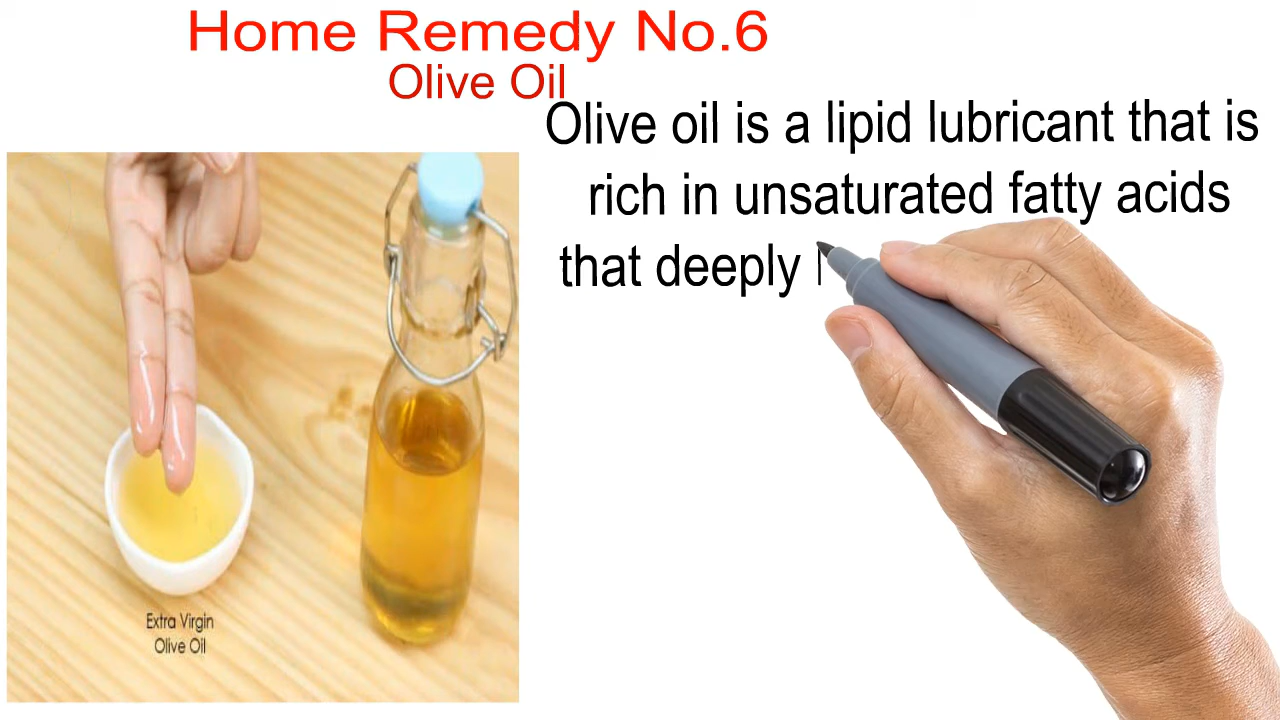 Home Remedy No.6
Olive Oil
Olive oil is a lipid lubricant that is
rich in unsaturated fatty acids
that deeply
Extra Virgin
Olive Oil